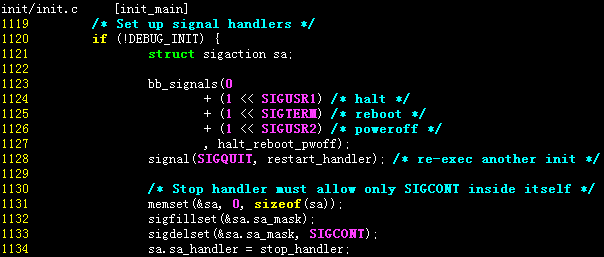 init/init.c [init_main]
1119 /* Set up signal handlers */
1120 if (!DEBUG_INIT) {
1121 struct sigaction sa;
1122
1123 bb_signals(0
1124 + (1 << SIGUSR1) /* halt */
1125 + (1 << SIGTERM) /* reboot */
1126 + (1 << SIGUSR2) /* poweroff */
1127 , halt_reboot_pwoff);
1128 signal(SIGQUIT, restart_handler); /* re-exec another init */
1129
1130 /* Stop handler must allow only SIGCONT inside itself */
1131 memset(&sa, 0, sizeof(sa));
1132 sigfillset(&sa.sa_mask);
1133 sigdelset(&sa.sa_mask, SIGCONT);
1134 sa.sa_handler = stop_handler;